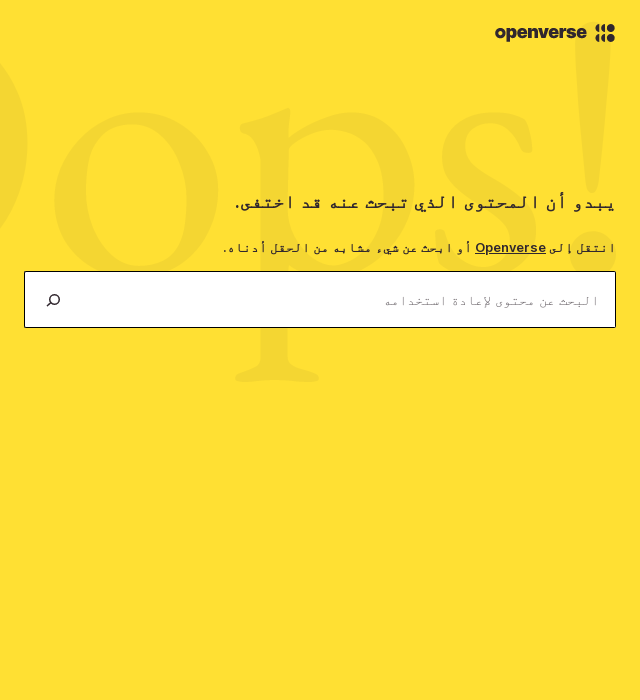 openverse
Oops!
يبدو أن المحتوى الذي تبحث عنه قد اختفى.
انتقل إلى Openverse أو ابحث عن شيء مشابه من الحقل أدناه.
البحث عن محتوى لإعادة استخدامه